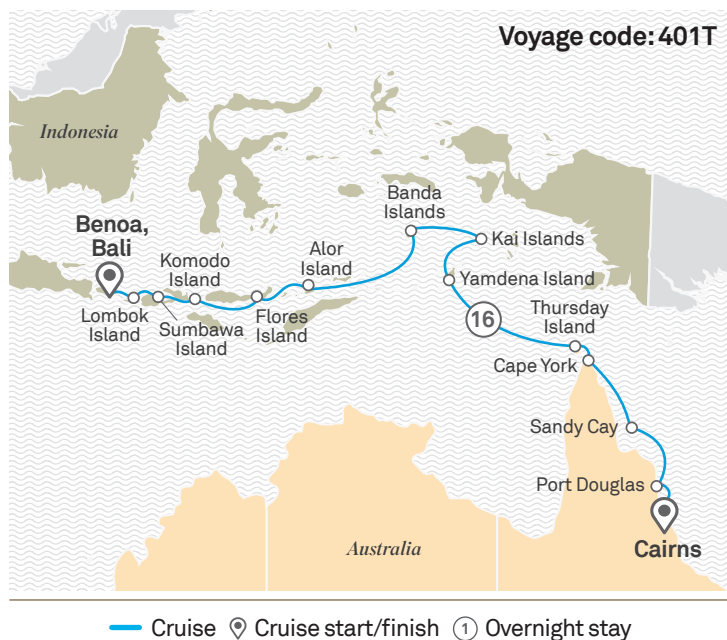 Voyage code: 401T
Indonesia
Banda
Islands
Benoa,
Bali
Kai Islands
Komodo
Island
Alor
Island
Yamdena Island
Lombok
Island
Sumbawa
Island
Flores
Island
16
Thursday
Island
Cape York
Sandy Cay
Port Douglas
Australia
Cairns
Cruise
Cruise start/finish
1 Overnight stay